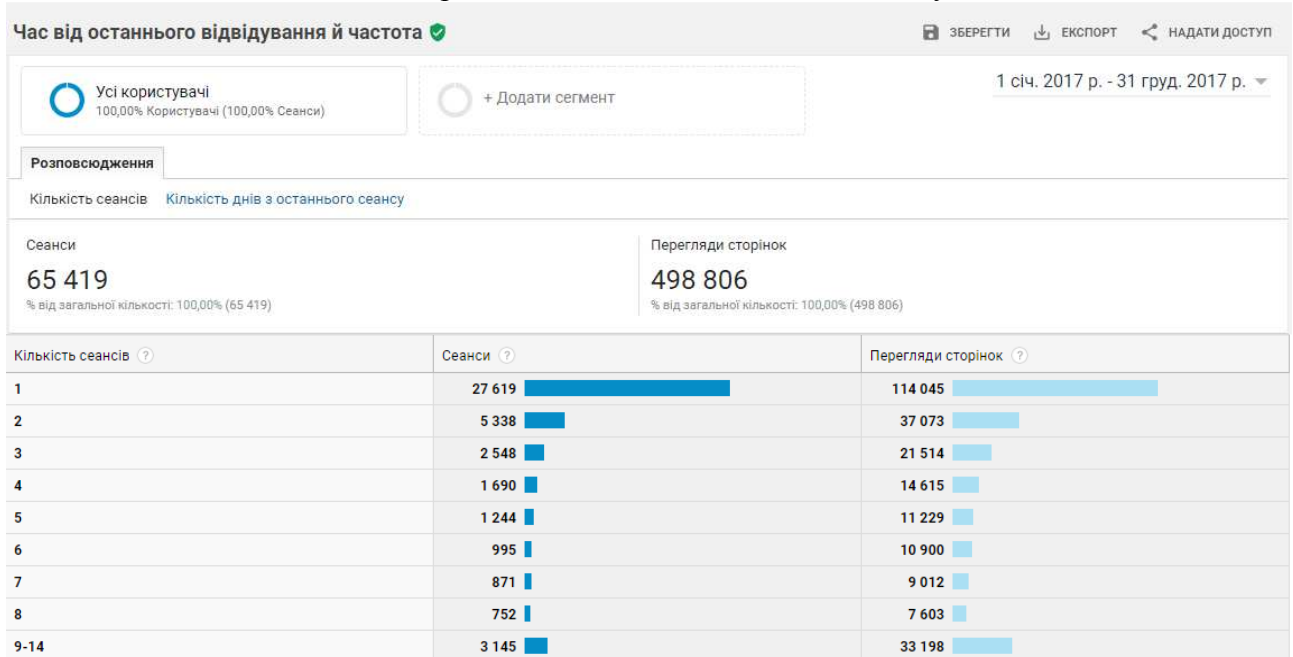 Час від останнього відвідування й частота
ЗБЕРЕГТИ ЕКСПОРТ НАДАТИ ДОСТУП
Усі користувачі
100,00% Користувачі (100,00% Сеанси)
+ Додати сегмент
1 січ. 2017 р. - 31 груд. 2017 р.
Розповсюдження
Кількість сеансів Кількість днів з останнього сеансу
Сеанси
65 419
% від загальної кількості: 100,00% (65 419)
Перегляди сторінок
498 806
% від загальної кількості: 100,00% (498 806)
Кількість сеансів ? Сеанси ? Перегляди сторінок ?
1 27 619 114 045
2 5 338 37 073
3 2 548 21 514
4 1 690 14 615
5 1 244 11 229
6 995 10 900
7 871 9 012
8 752 7 603
9-14 3 145 33 198